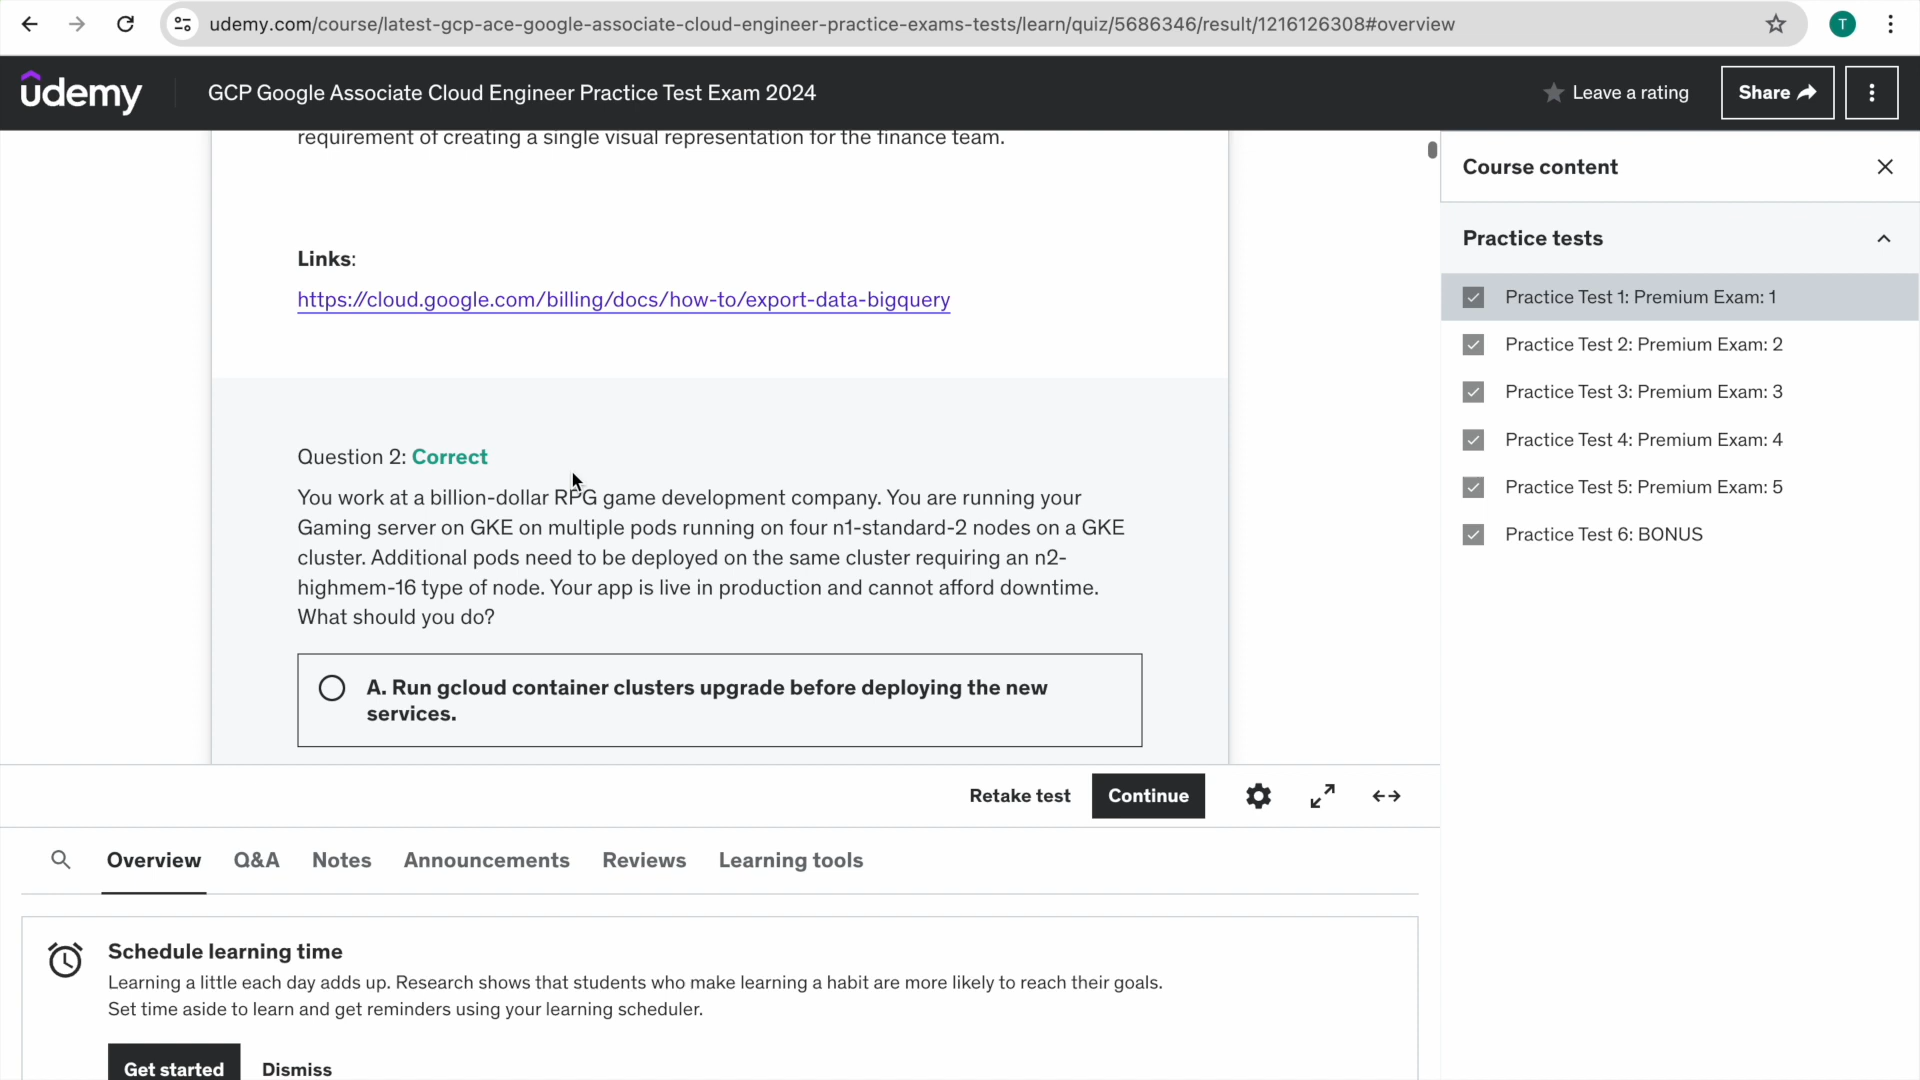 udemy.com/course/latest-gcp-ace-google-associate-cloud-engineer-practice-exams-tests/learn/quiz/5686346/result/1216126308#overview
T
udemy
GCP Google Associate Cloud Engineer Practice Test Exam 2024
Leave a rating
Share
requirement of creating a single visual representation for the finance team.
Links:
https://cloud.google.com/billing/docs/how-to/export-data-bigquery
Question 2: Correct
You work at a billion-dollar RPG game development company. You are running your
Gaming server on GKE on multiple pods running on four n1-standard-2 nodes on a GKE
cluster. Additional pods need to be deployed on the same cluster requiring an n2-
highmem-16 type of node. Your app is live in production and cannot afford downtime.
What should you do?
A. Run gcloud container clusters upgrade before deploying the new
services.
Course content
Practice tests
Practice Test 1: Premium Exam: 1
Practice Test 2: Premium Exam: 2
Practice Test 3: Premium Exam: 3
Practice Test 4: Premium Exam: 4
Practice Test 5: Premium Exam: 5
Practice Test 6: BONUS
Retake test
Continue
Overview
Q&A
Notes
Announcements
Reviews
Learning tools
Schedule learning time
Learning a little each day adds up. Research shows that students who make learning a habit are more likely to reach their goals.
Set time aside to learn and get reminders using your learning scheduler.
Get started
Dismiss